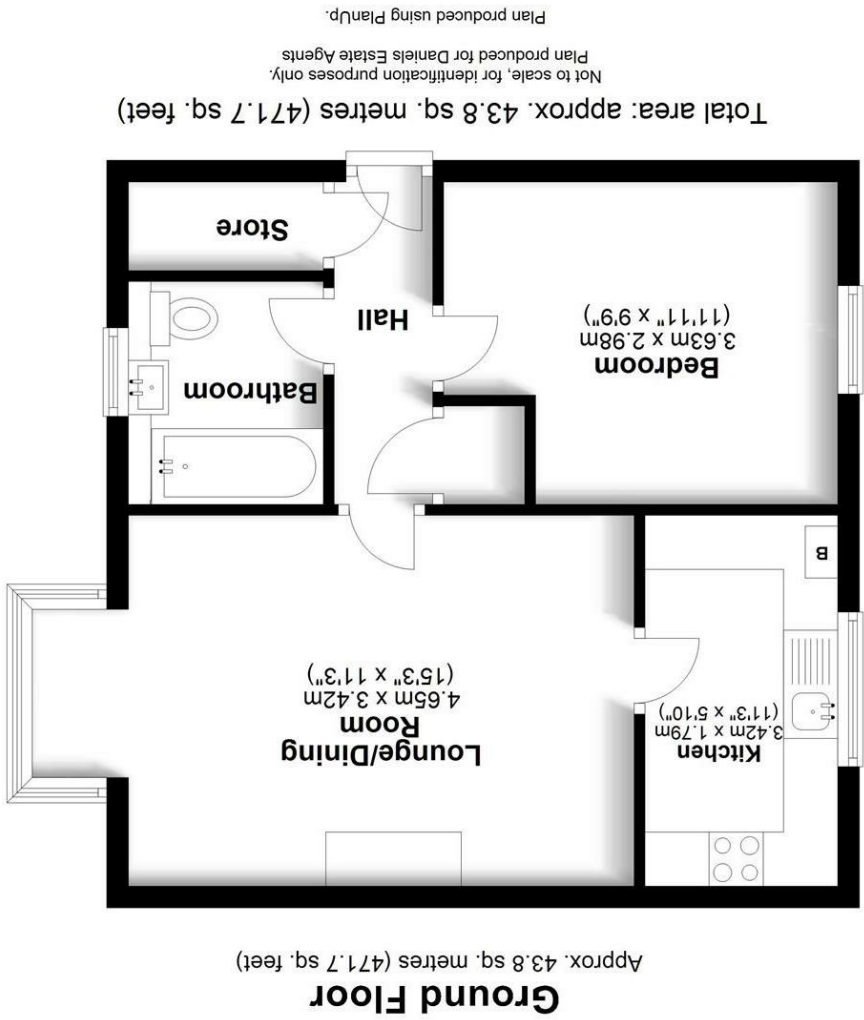 Ground Floor
Approx. 43.8 sq. metres (471.7 sq. feet)
Kitchen
3.42m x 1.79m
(11'3" x 5'10")
Lounge/Dining
Room
4.65m x 3.42m
(15'3" x 11'3")
B
Bathroom
Bedroom
3.63m x 2.98m
(11'11" x 9'9")
Hall
Store
Total area: approx. 43.8 sq. metres (471.7 sq. feet)
Not to scale, for identification purposes only.
Plan produced for Daniels Estate Agents
Plan produced using PlanUp.